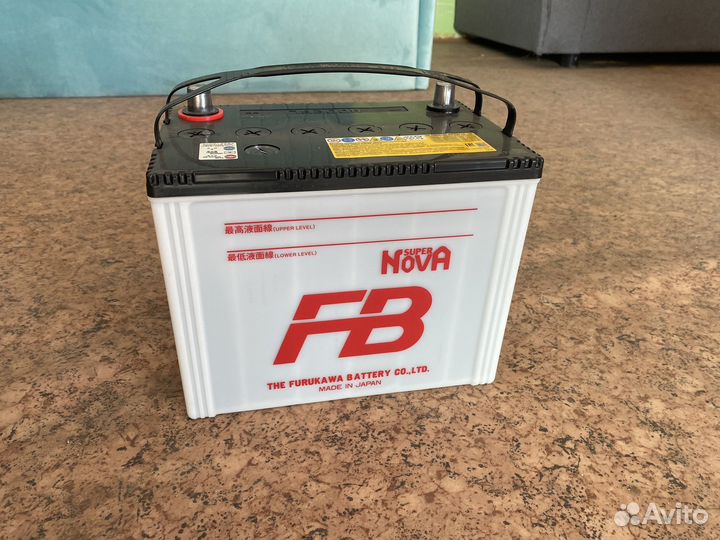 最高液面線(UPPER LEVEL)
最低液面線(LOWER LEVEL)
SUPER
NOVA
FB
THE FURUKAWA BATTERY CO.,LTD.
MADE IN JAPAN
Avito